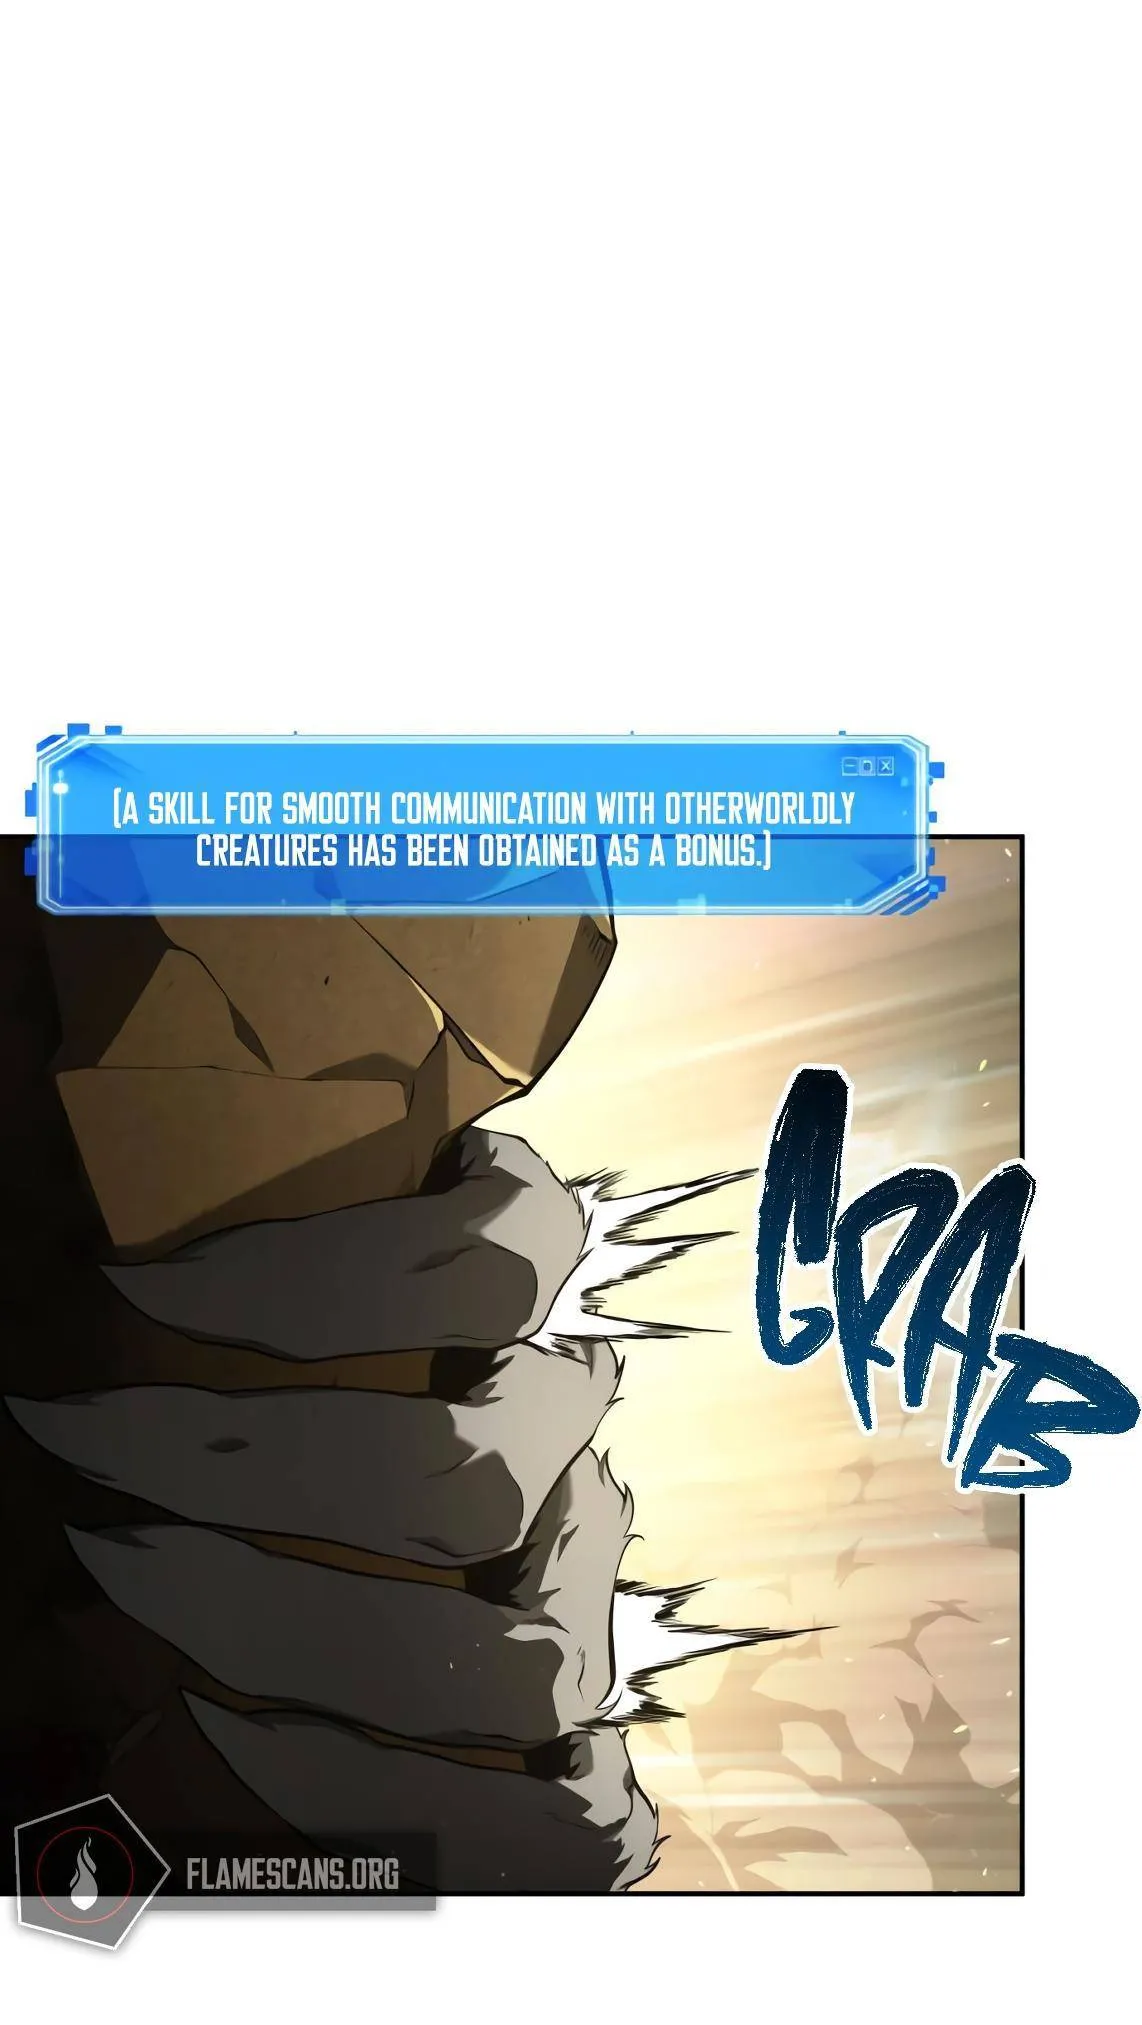 (A SKILL FOR SMOOTH COMMUNICATION WITH OTHERWORLDLY
CREATURES HAS BEEN OBTAINED AS A BONUS.)
GRAB
FLAMESCANS.ORG